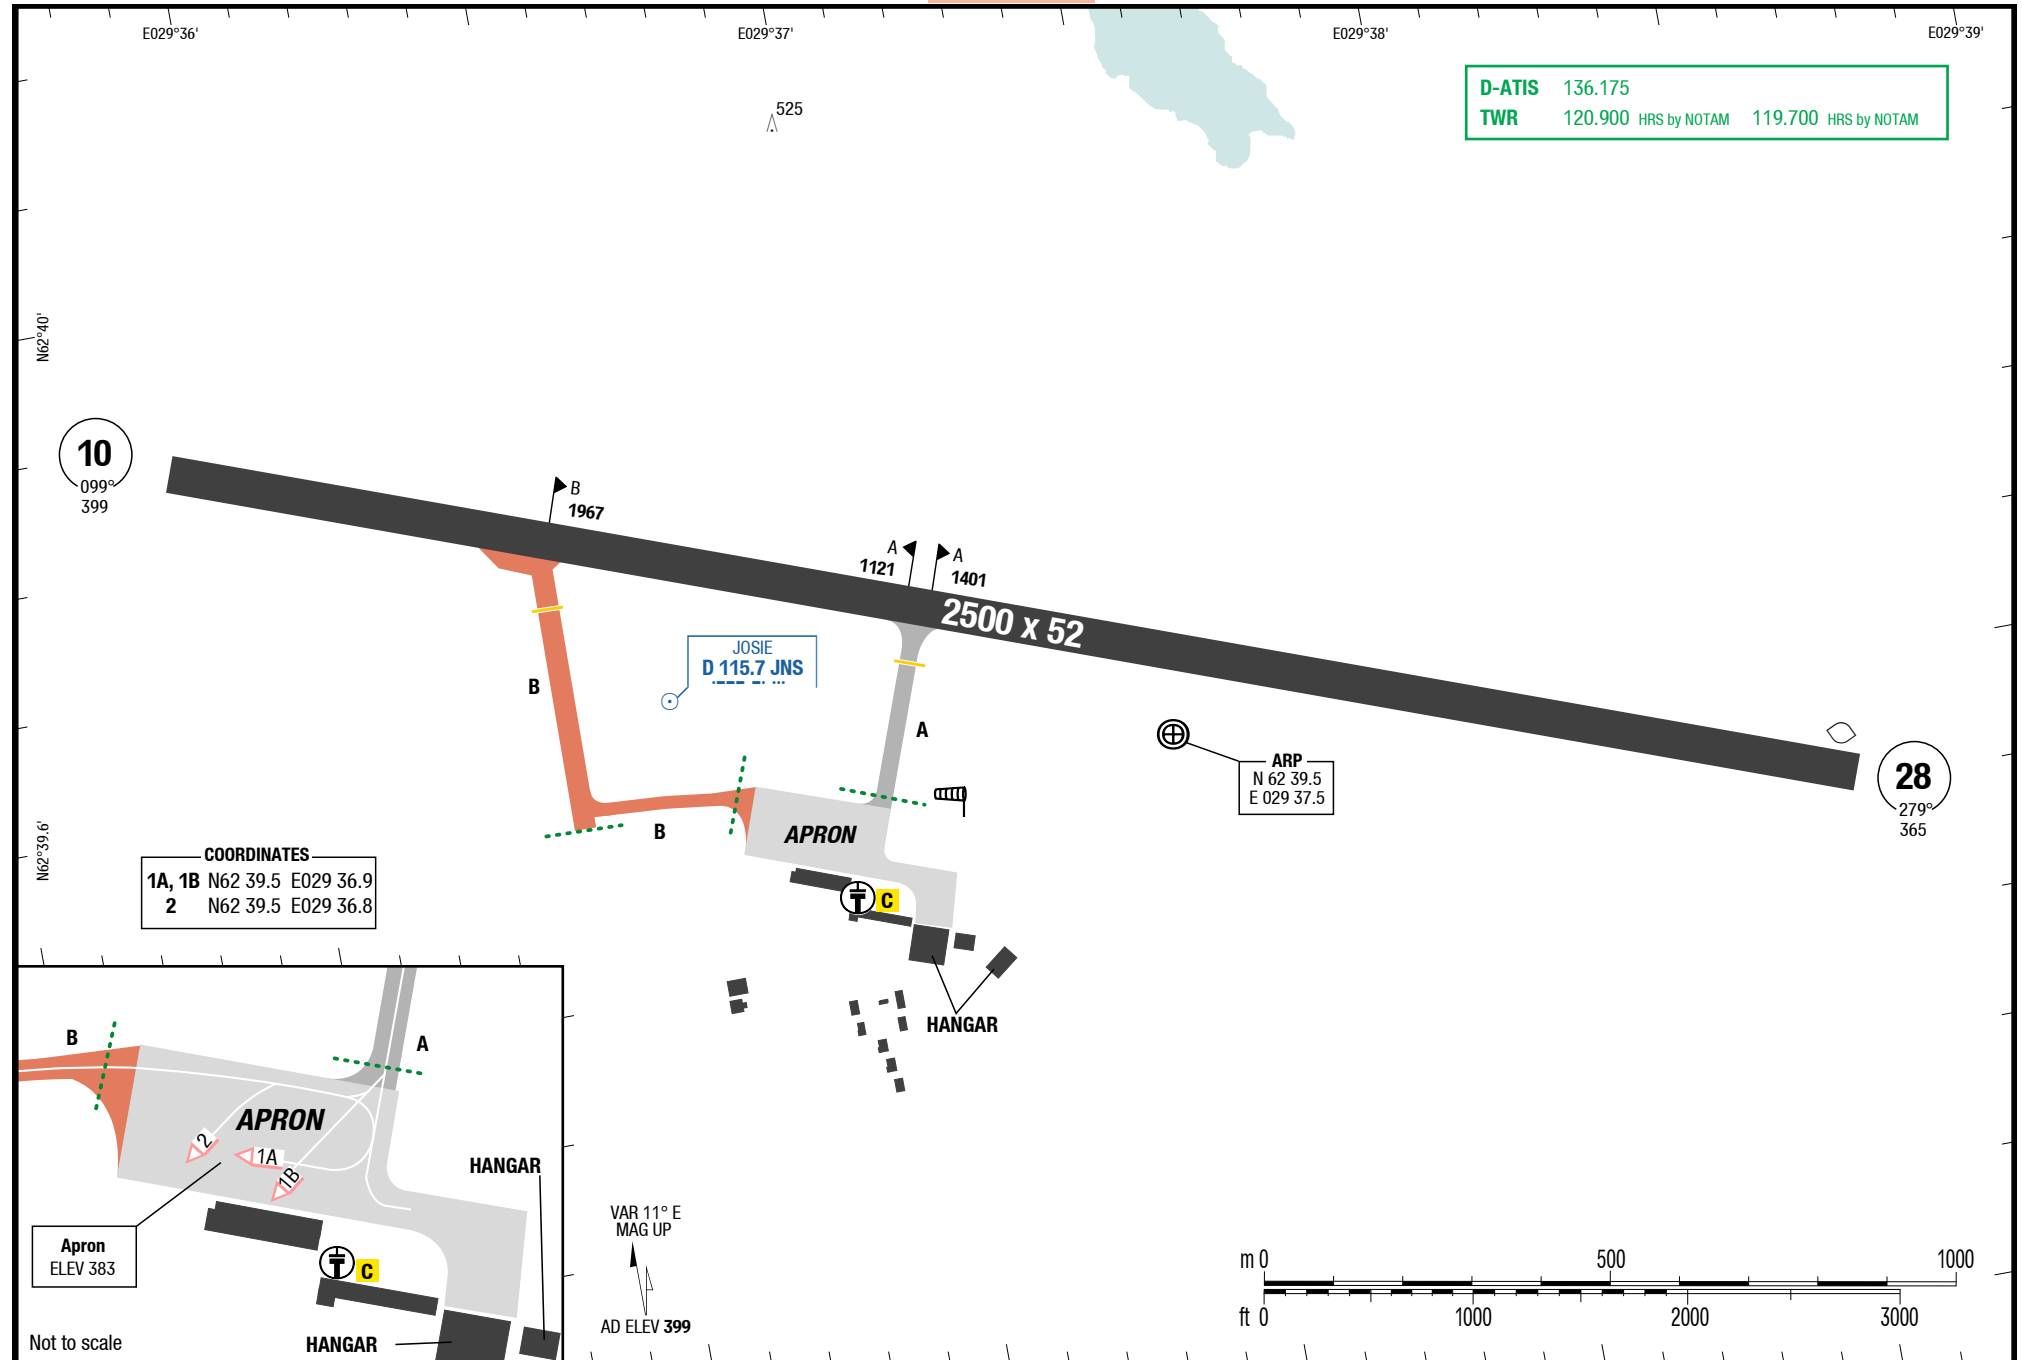 E029°36'
E029°37'
E029°38'
E029°39'
D-ATIS 136.175
TWR 120.900 HRS by NOTAM 119.700 HRS by NOTAM
525
N62°40'
10
099°
399
B
1967
A
1121
A
1401
2500 x 52
JOSIE
D 115.7 JNS
B
A
ARP
N 62 39.5
E 029 37.5
28
279°
365
B
APRON
N62°39.6'
COORDINATES
1A, 1B N62 39.5 E029 36.9
2 N62 39.5 E029 36.8
C
HANGAR
B
A
APRON
2
1A
1B
HANGAR
Apron
ELEV 383
C
Not to scale
HANGAR
VAR 11° E
MAG UP
AD ELEV 399
m 0 500 1000
ft 0 1000 2000 3000